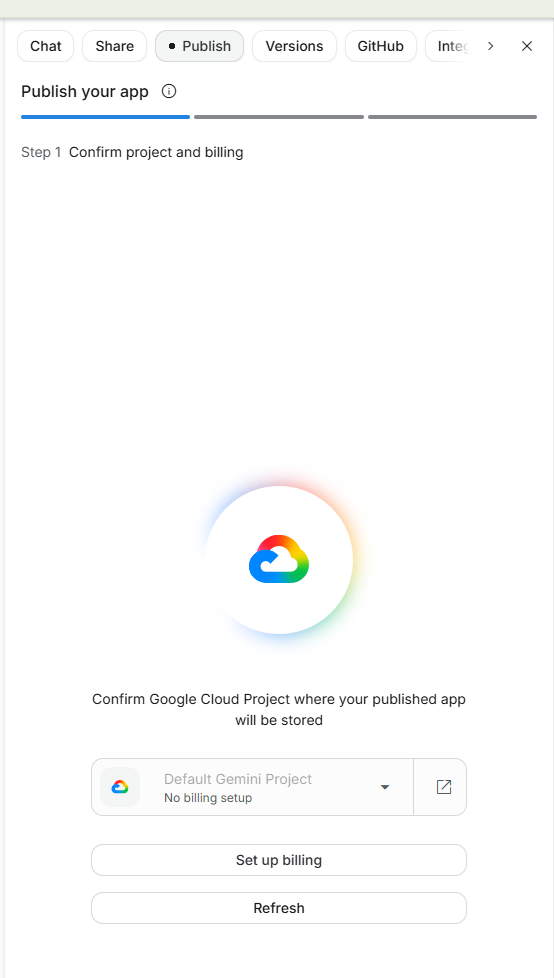 Chat Share Publish Versions GitHub
Publish your app
Step 1 Confirm project and billing
Confirm Google Cloud Project where your published app
will be stored
Default Gemini Project
No billing setup
Set up billing
Refresh